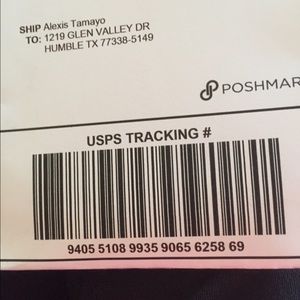 SHIP Alexis Tamayo
TO: 1219 GLEN VALLEY DR
HUMBLE TX 77338-5149
POSHMAR
USPS TRACKING #
9405 5108 9935 9065 6258 69